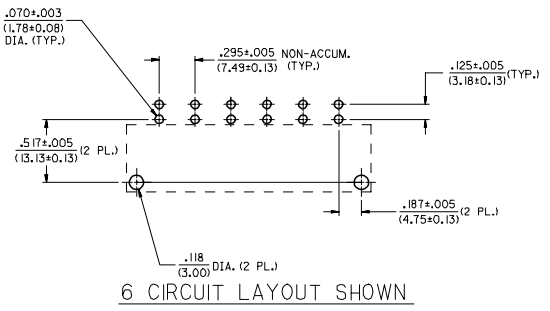 .070±.003
(1.78±0.08)
DIA. (TYP.)
.295±.005 NON-ACCUM.
(7.49±0.13) (TYP.)
.125±.005 (TYP.)
(3.18±0.13)
.517±.005 (2 PL.)
(13.13±0.13)
.187±.005 (2 PL.)
(4.75±0.13)
.118 DIA. (2 PL.)
(3.00)
6 CIRCUIT LAYOUT SHOWN